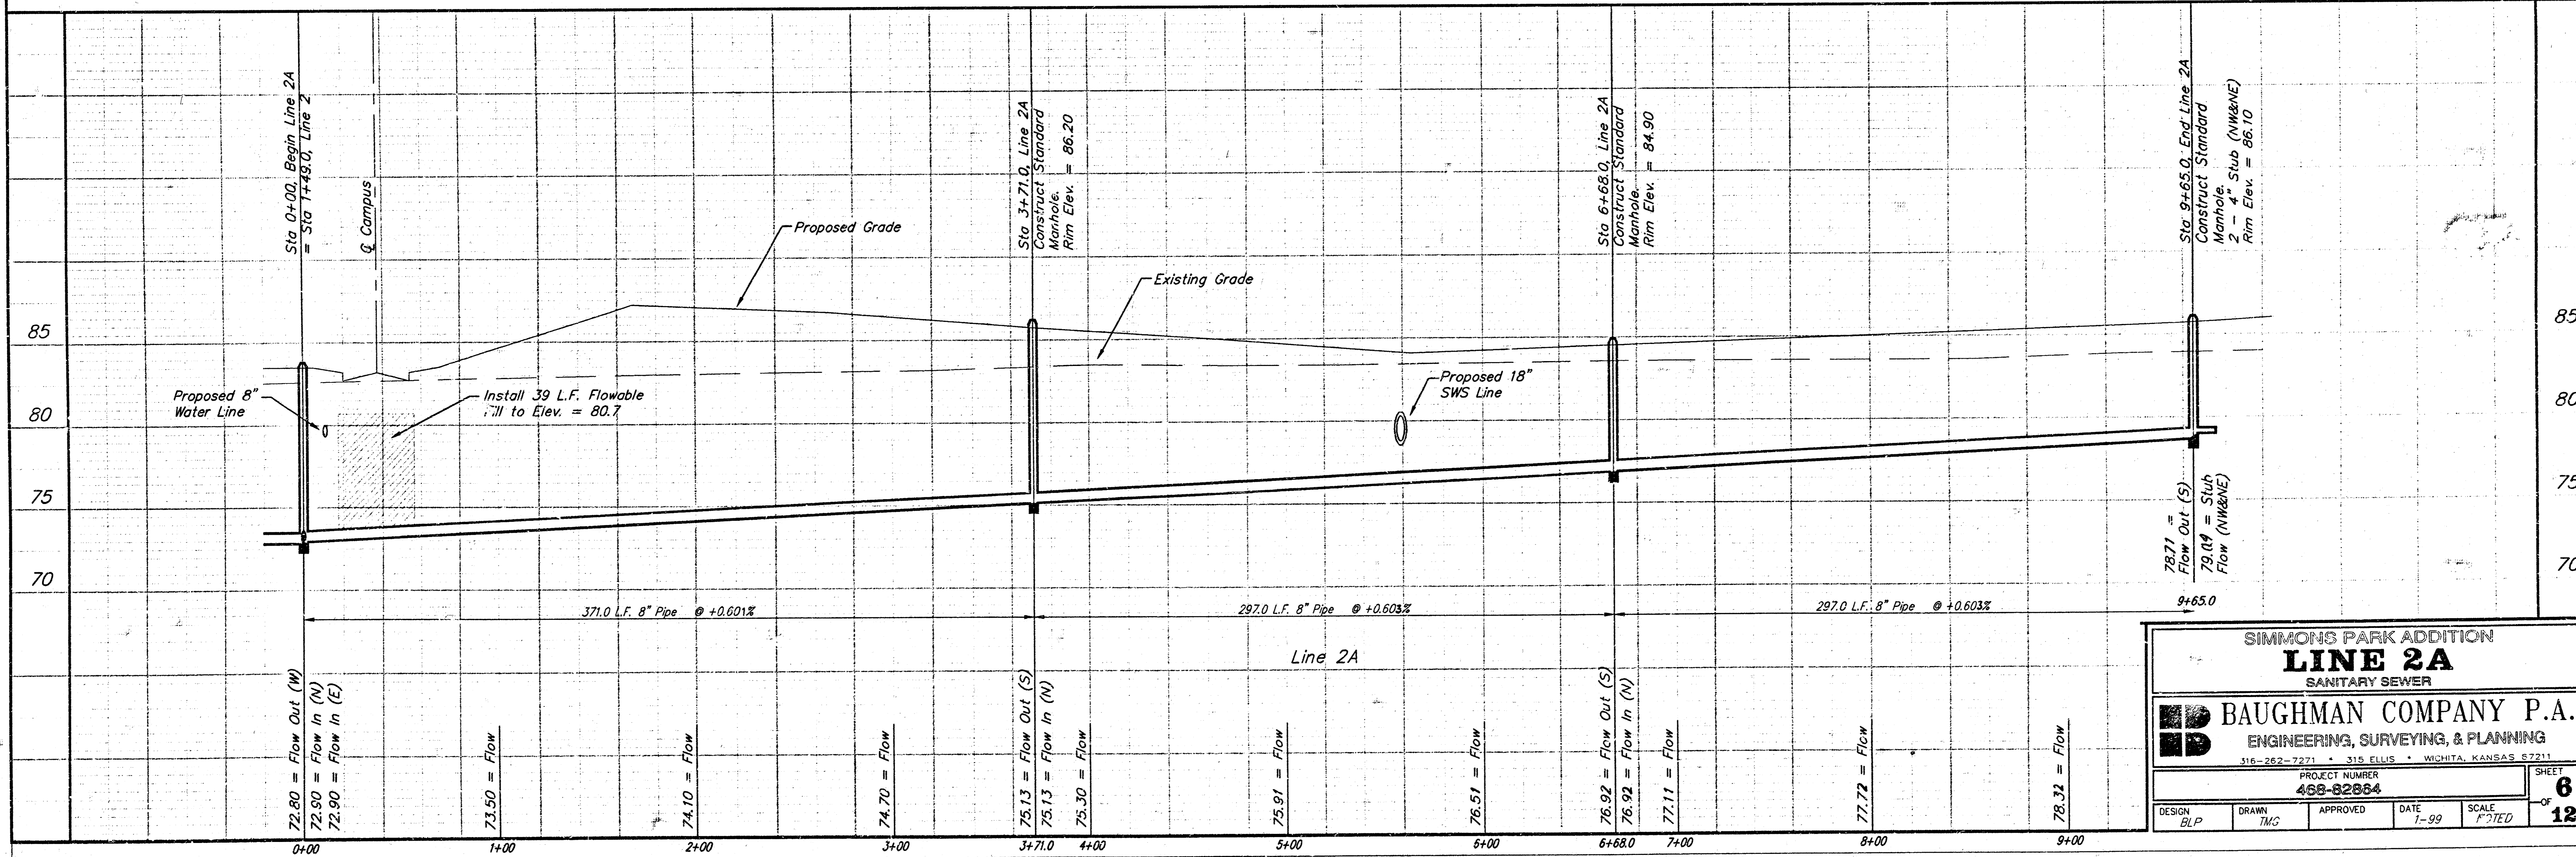 Sta 0+00, Begin Line 2A
= Sta 1+49.0, Line 2
℄ Campus
Proposed Grade
Sta 3+71.0, Line 2A
Construct Standard
Manhole.
Rim Elev. = 86.20
Existing Grade
Sta 6+68.0, Line 2A
Construct Standard
Manhole.
Rim Elev. = 84.90
Sta 9+65.0, End Line 2A
Construct Standard
Manhole.
2 - 4" Stub (NW&NE)
Rim Elev. = 86.10
85
80
75
70
85
80
75
70
Proposed 8"
Water Line
Install 39 L.F. Flowable
Fill to Elev. = 80.7
Proposed 18"
SWS Line
78.71 =
Flow Out (S)
79.04 = Stub
Flow (NW&NE)
9+65.0
371.0 L.F. 8" Pipe @ +0.601%
297.0 L.F. 8" Pipe @ +0.603%
297.0 L.F. 8" Pipe @ +0.603%
Line 2A
72.80 = Flow Out (W)
72.90 = Flow In (N)
72.90 = Flow In (E)
73.50 = Flow
74.10 = Flow
74.70 = Flow
75.13 = Flow Out (S)
75.13 = Flow In (N)
75.30 = Flow
75.91 = Flow
76.51 = Flow
76.92 = Flow Out (S)
76.92 = Flow In (N)
77.11 = Flow
77.72 = Flow
78.32 = Flow
0+00
1+00
2+00
3+00
3+71.0
4+00
5+00
6+00
6+68.0
7+00
8+00
9+00
SIMMONS PARK ADDITION
LINE 2A
SANITARY SEWER
BAUGHMAN COMPANY P.A.
ENGINEERING, SURVEYING, & PLANNING
316-262-7271 * 315 ELLIS * WICHITA, KANSAS 67211
PROJECT NUMBER
468-82864
SHEET
6
OF
12
DESIGN
BLP
DRAWN
TMG
APPROVED
DATE
1-99
SCALE
NOTED